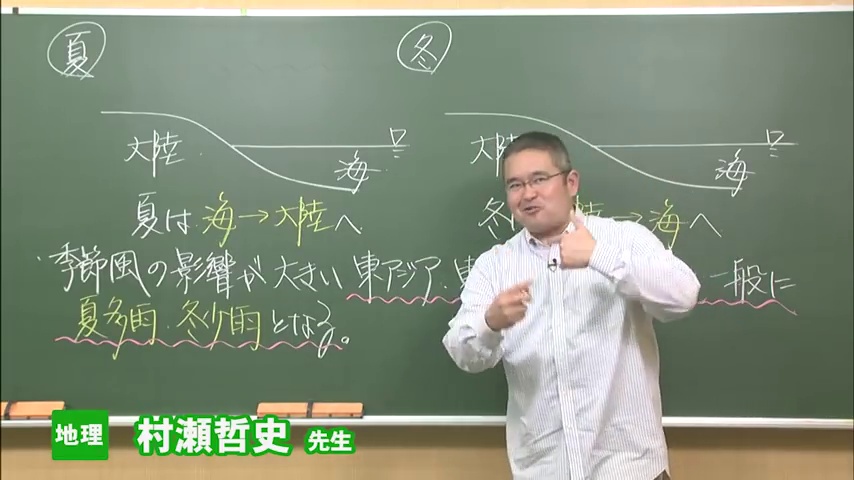 夏
冬
大陸
海
大陸
海
夏は 海→大陸へ
冬 陸→海へ
季節風の影響が 大きい 東アジア・東 一般に
夏多雨・冬少雨となる。
地理 村瀬哲史 先生